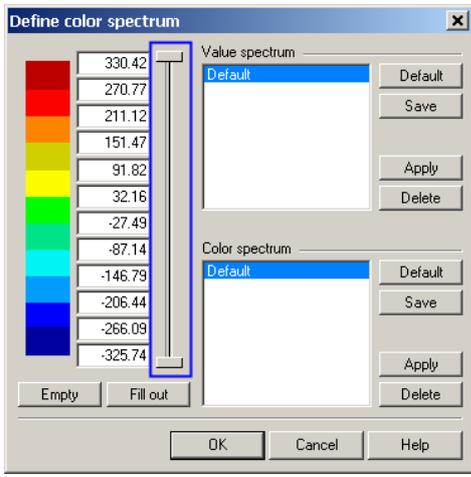 Define color spectrum
330.42
270.77
211.12
151.47
91.82
32.16
-27.49
-87.14
-146.79
-206.44
-266.09
-325.74
Empty
Fill out
Value spectrum
Default
Default
Save
Apply
Delete
Color spectrum
Default
Default
Save
Apply
Delete
OK
Cancel
Help